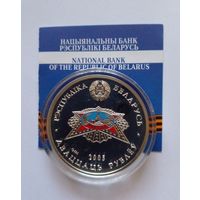 НАЦЫЯНАЛЬНЫ БАНК
РЭСПУБЛІКІ БЕЛАРУСЬ
NATIONAL BANK
OF THE REPUBLIC OF BELARUS
РЭСПУБЛІКА БЕЛАРУСЬ
2005
ДВАЦЦАЦЬ РУБЛЁЎ